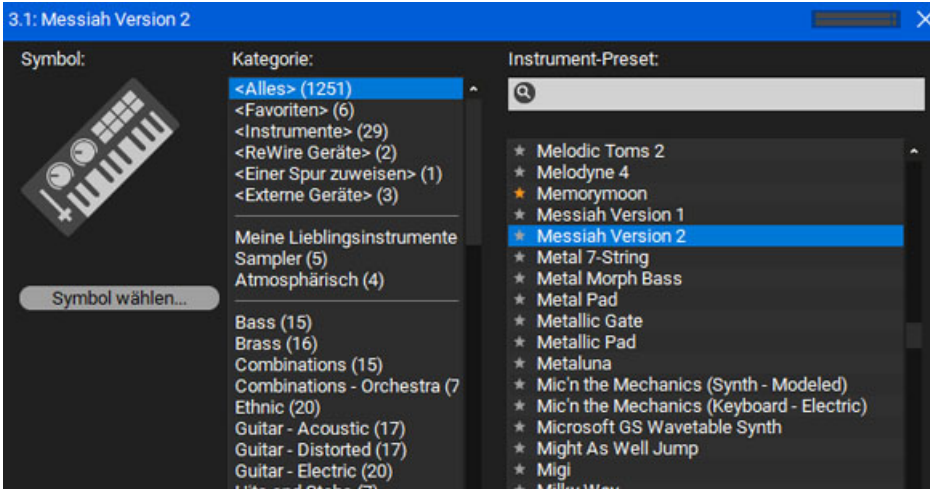 3.1: Messiah Version 2
Symbol:
Symbol wählen...
Kategorie:
<Alles> (1251)
<Favoriten> (6)
<Instrumente> (29)
<ReWire Geräte> (2)
<Einer Spur zuweisen> (1)
<Externe Geräte> (3)
Meine Lieblingsinstrumente
Sampler (5)
Atmosphärisch (4)
Bass (15)
Brass (16)
Combinations (15)
Combinations - Orchestra (7
Ethnic (20)
Guitar - Acoustic (17)
Guitar - Distorted (17)
Guitar - Electric (20)
Instrument-Preset:
Melodic Toms 2
Melodyne 4
Memorymoon
Messiah Version 1
Messiah Version 2
Metal 7-String
Metal Morph Bass
Metal Pad
Metallic Gate
Metallic Pad
Metaluna
Mic'n the Mechanics (Synth - Modeled)
Mic'n the Mechanics (Keyboard - Electric)
Microsoft GS Wavetable Synth
Might As Well Jump
Migi